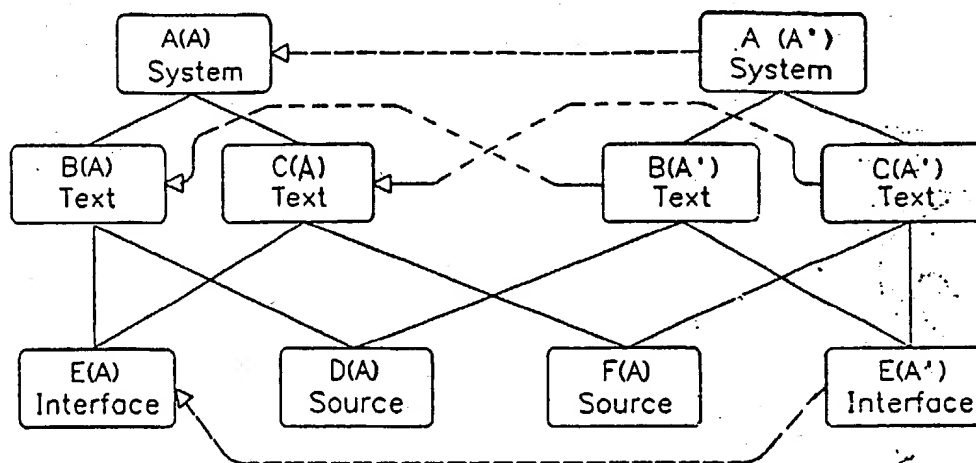 A(A)
System
A (A')
System
B(A)
Text
C(A)
Text
B(A')
Text
C(A')
Text
E(A)
Interface
D(A)
Source
F(A)
Source
E(A')
Interface